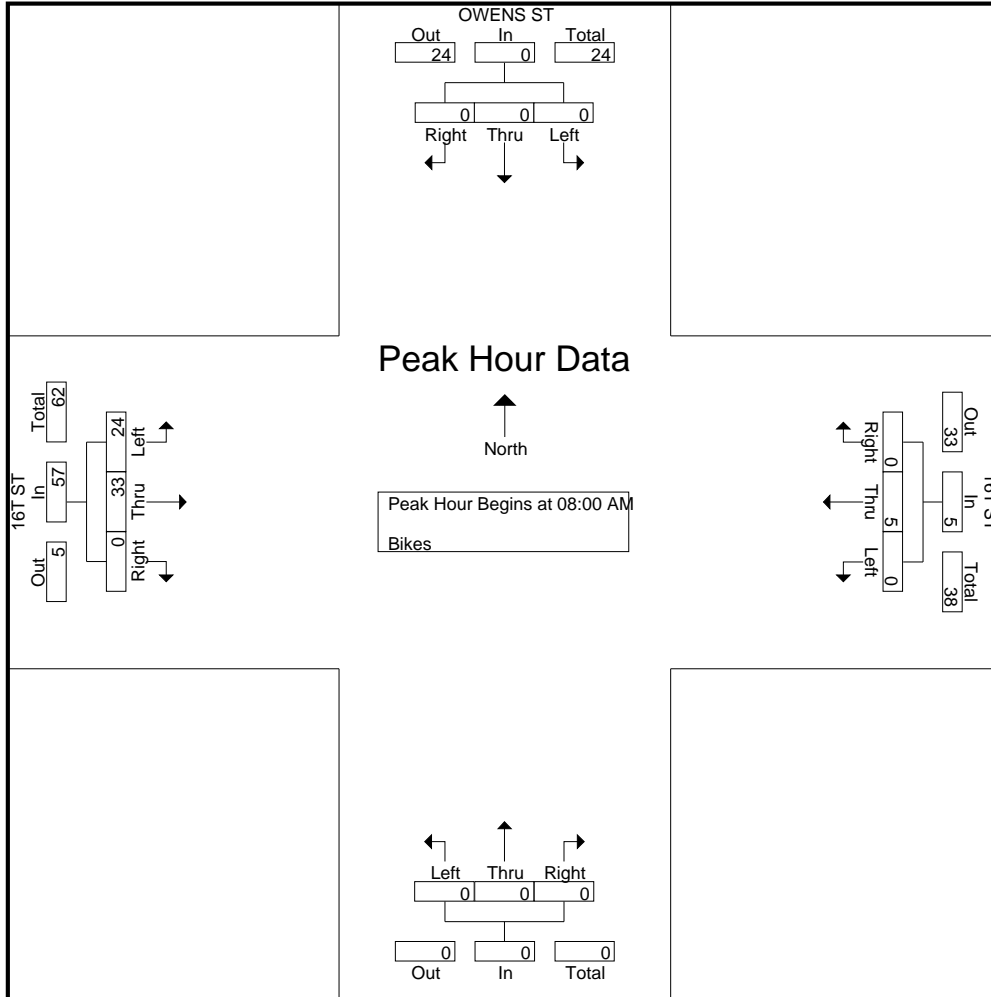 OWENS ST
Out In Total
24 0 24
0 0 0
Right Thru Left
Peak Hour Data
North
Peak Hour Begins at 08:00 AM
Bikes
16T ST
Out In Total
5 57 62
0 33 24
Right Thru Left
Out In Total
33 5 38
0 5 0
Right Thru Left
Left Thru Right
0 0 0
0 0 0
Out In Total